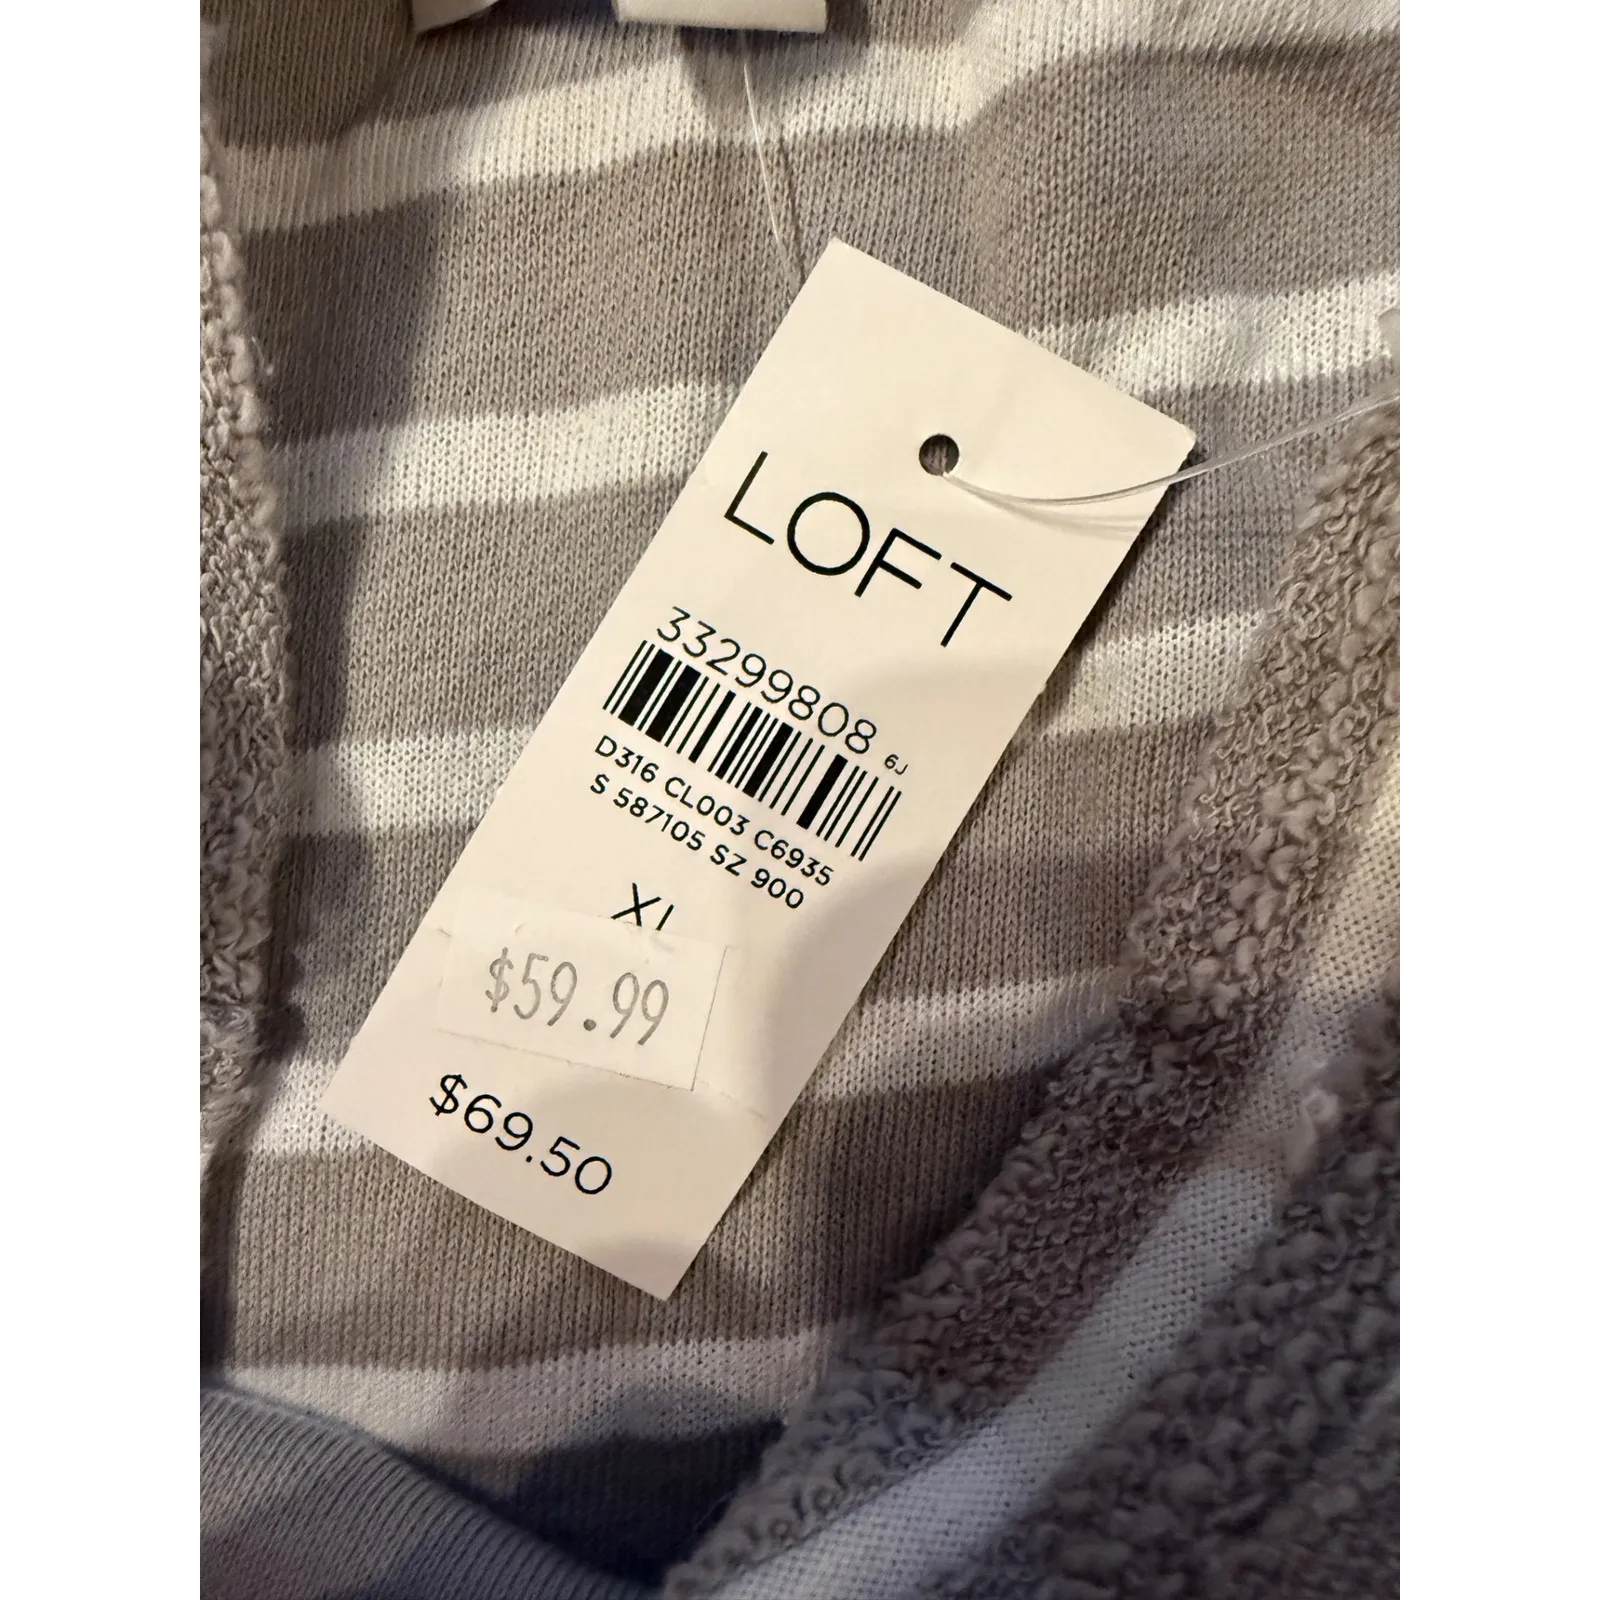 LOFT
33299808 6J
D316 CL003 C6935
S 587105 SZ 900
XL
$59.99
$69.50